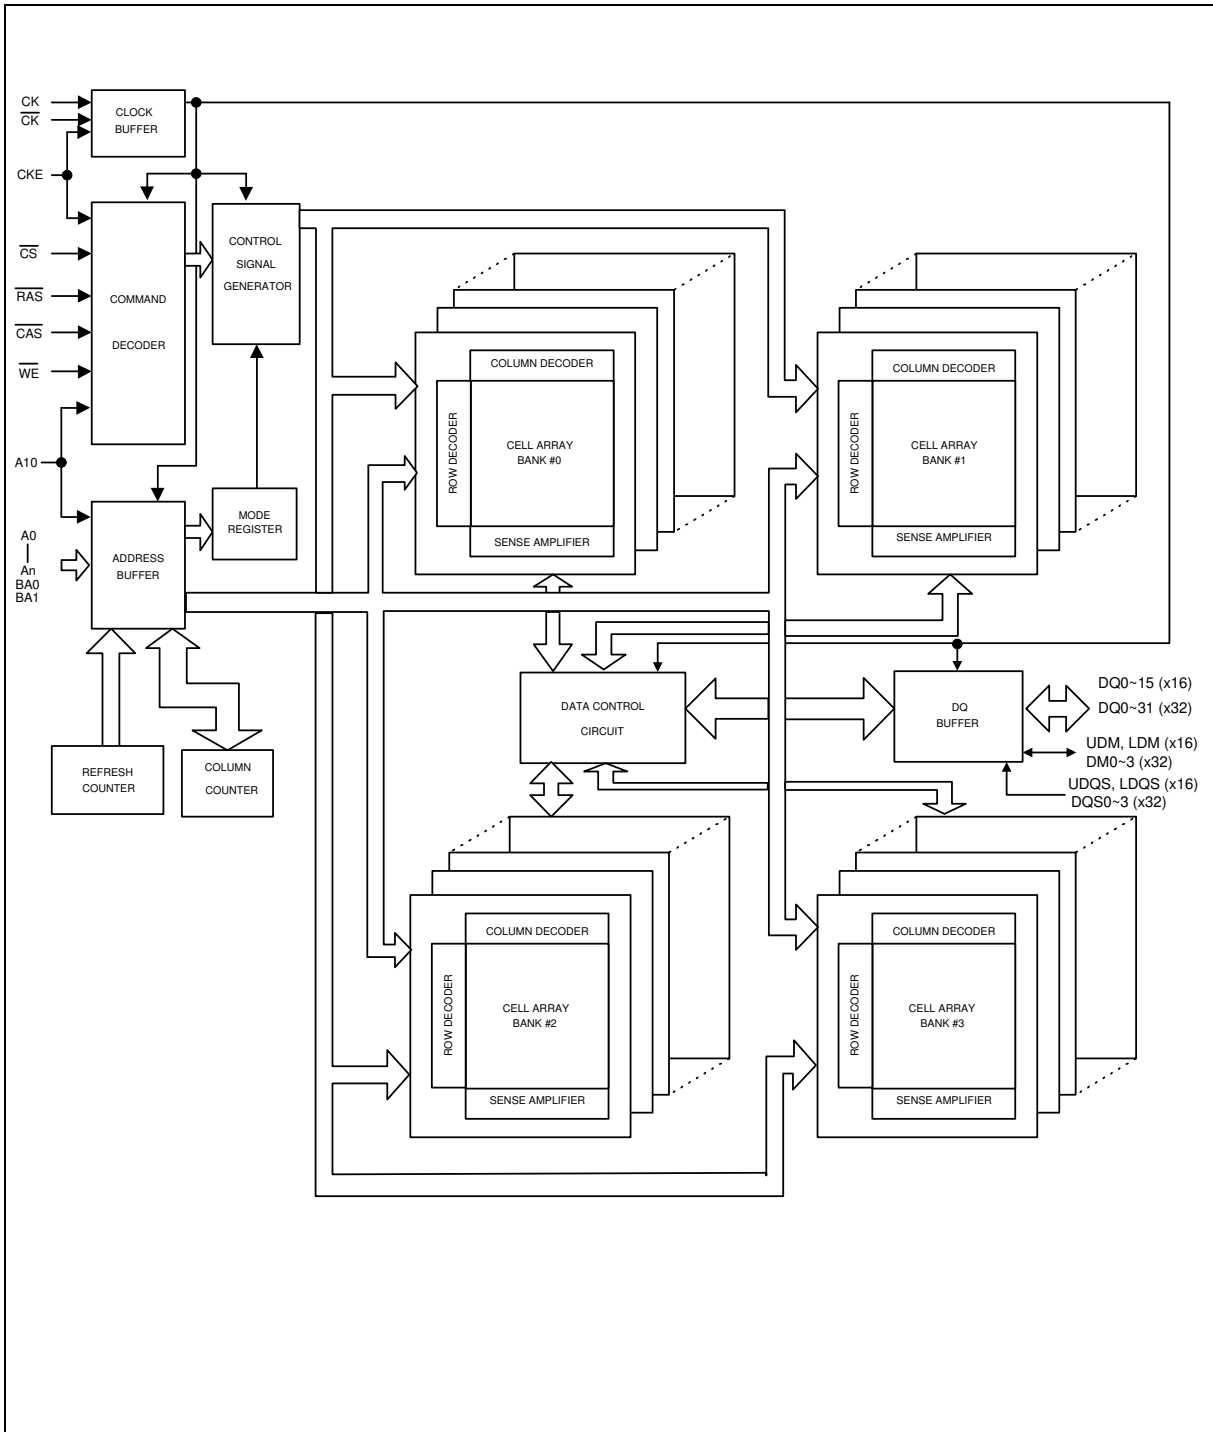 CK
CK
CKE
CS
RAS
CAS
WE
A10
A0
An
BA0
BA1
CLOCK
BUFFER
COMMAND
DECODER
CONTROL
SIGNAL
GENERATOR
MODE
REGISTER
ADDRESS
BUFFER
REFRESH
COUNTER
COLUMN
COUNTER
COLUMN DECODER
ROW DECODER
CELL ARRAY
BANK #0
SENSE AMPLIFIER
COLUMN DECODER
ROW DECODER
CELL ARRAY
BANK #1
SENSE AMPLIFIER
DATA CONTROL
CIRCUIT
DQ
BUFFER
DQ0~15 (x16)
DQ0~31 (x32)
UDM, LDM (x16)
DM0~3 (x32)
UDQS, LDQS (x16)
DQS0~3 (x32)
COLUMN DECODER
ROW DECODER
CELL ARRAY
BANK #2
SENSE AMPLIFIER
COLUMN DECODER
ROW DECODER
CELL ARRAY
BANK #3
SENSE AMPLIFIER